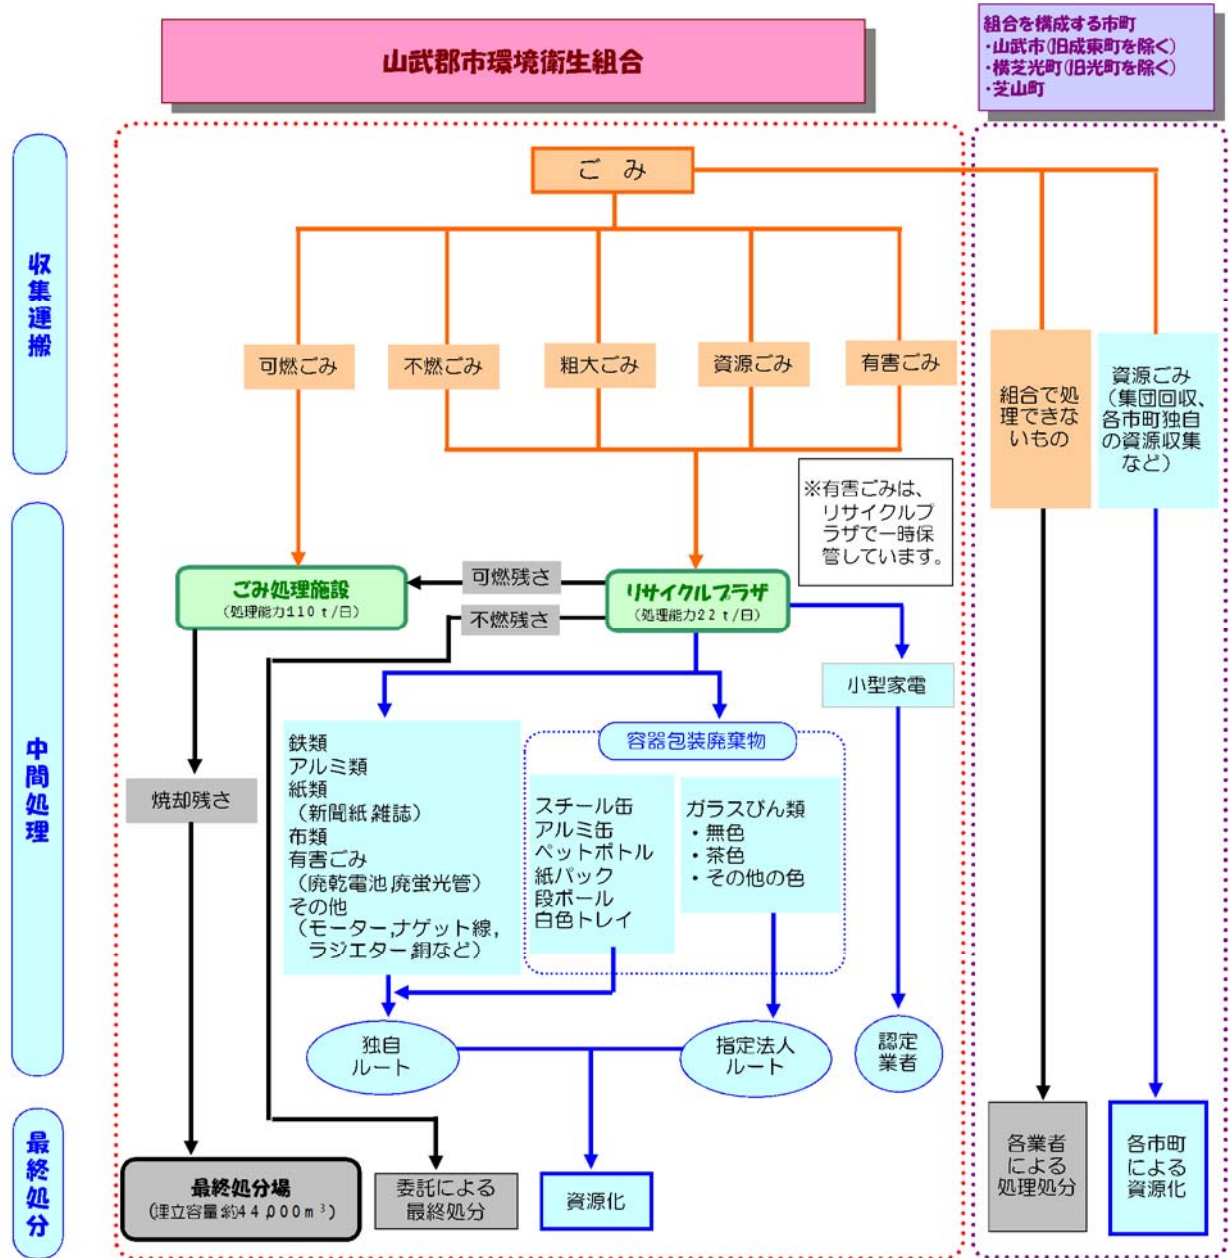 山武郡市環境衛生組合
組合を構成する市町
・山武市(旧成東町を除く)
・横芝光町(旧光町を除く)
・芝山町
収集運搬
ごみ
可燃ごみ
不燃ごみ
粗大ごみ
資源ごみ
有害ごみ
組合で処
理できな
いもの
資源ごみ
(集団回収、
各市町独自
の資源収集
など)
※有害ごみは、
リサイクルプ
ラザで一時保
管しています。
中間処理
ごみ処理施設
(処理能力110t/日)
可燃残さ
不燃残さ
リサイクルプラザ
(処理能力22t/日)
小型家電
焼却残さ
鉄類
アルミ類
紙類
(新聞紙,雑誌)
布類
有害ごみ
(廃乾電池,廃蛍光管)
その他
(モーター,ナゲット線,
ラジエター,銅など)
容器包装廃棄物
スチール缶
アルミ缶
ペットボトル
紙パック
段ボール
白色トレイ
ガラスびん類
・無色
・茶色
・その他の色
独自
ルート
指定法人
ルート
認定
業者
最終処分
最終処分場
(埋立容量:約44,000m³)
委託による
最終処分
資源化
各業者
による
処理処分
各市町
による
資源化